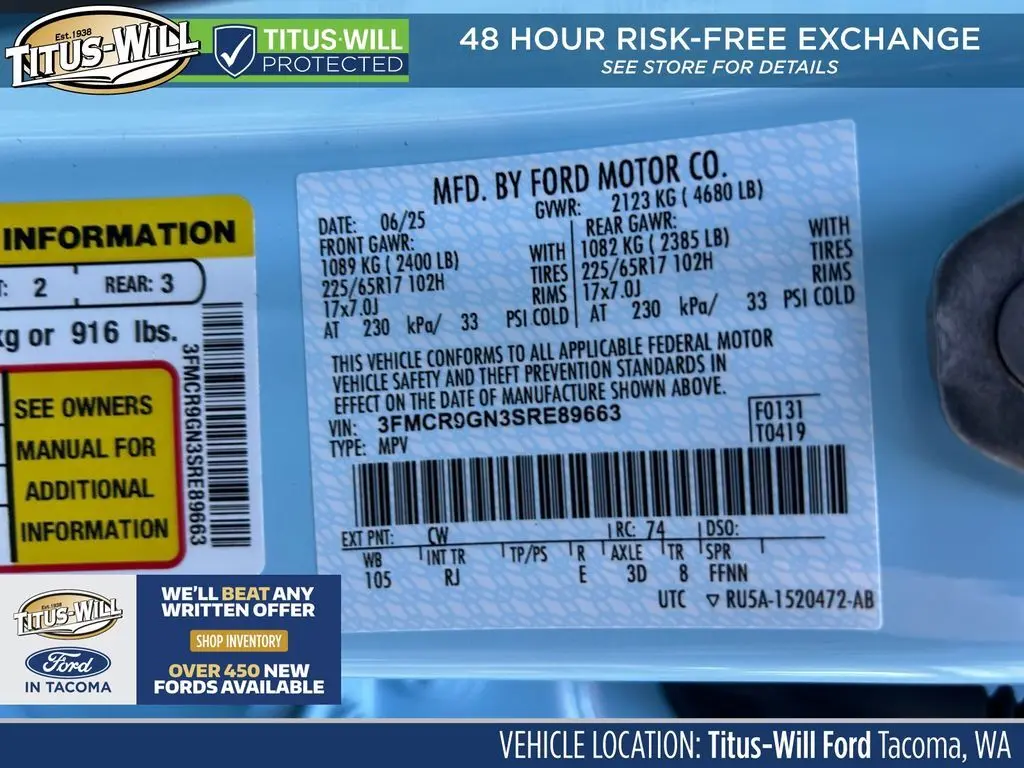 Est. 1938
TITUS-WILL
TITUS-WILL
PROTECTED
48 HOUR RISK-FREE EXCHANGE
SEE STORE FOR DETAILS
INFORMATION
: 2 REAR: 3
kg or 916 lbs.
SEE OWNERS
MANUAL FOR
ADDITIONAL
INFORMATION
3FMCR9GN3SRE89663
MFD. BY FORD MOTOR CO.
DATE: 06/25 GVWR: 2123 KG ( 4680 LB)
FRONT GAWR: REAR GAWR:
1089 KG ( 2400 LB) WITH 1082 KG ( 2385 LB) WITH
225/65R17 102H TIRES 225/65R17 102H TIRES
17x7.0J RIMS 17x7.0J RIMS
AT 230 kPa/ 33 PSI COLD AT 230 kPa/ 33 PSI COLD
THIS VEHICLE CONFORMS TO ALL APPLICABLE FEDERAL MOTOR
VEHICLE SAFETY AND THEFT PREVENTION STANDARDS IN
EFFECT ON THE DATE OF MANUFACTURE SHOWN ABOVE.
VIN: 3FMCR9GN3SRE89663 F0131
TYPE: MPV T0419
EXT PNT: CW RC: 74 DSO:
WB INT TR TP/PS R AXLE TR SPR
105 RJ E 3D 8 FFNN
UTC ▽ RU5A-1520472-AB
Est. 1938
TITUS-WILL
Ford
IN TACOMA
WE'LL BEAT ANY
WRITTEN OFFER
SHOP INVENTORY
OVER 450 NEW
FORDS AVAILABLE
VEHICLE LOCATION: Titus-Will Ford Tacoma, WA